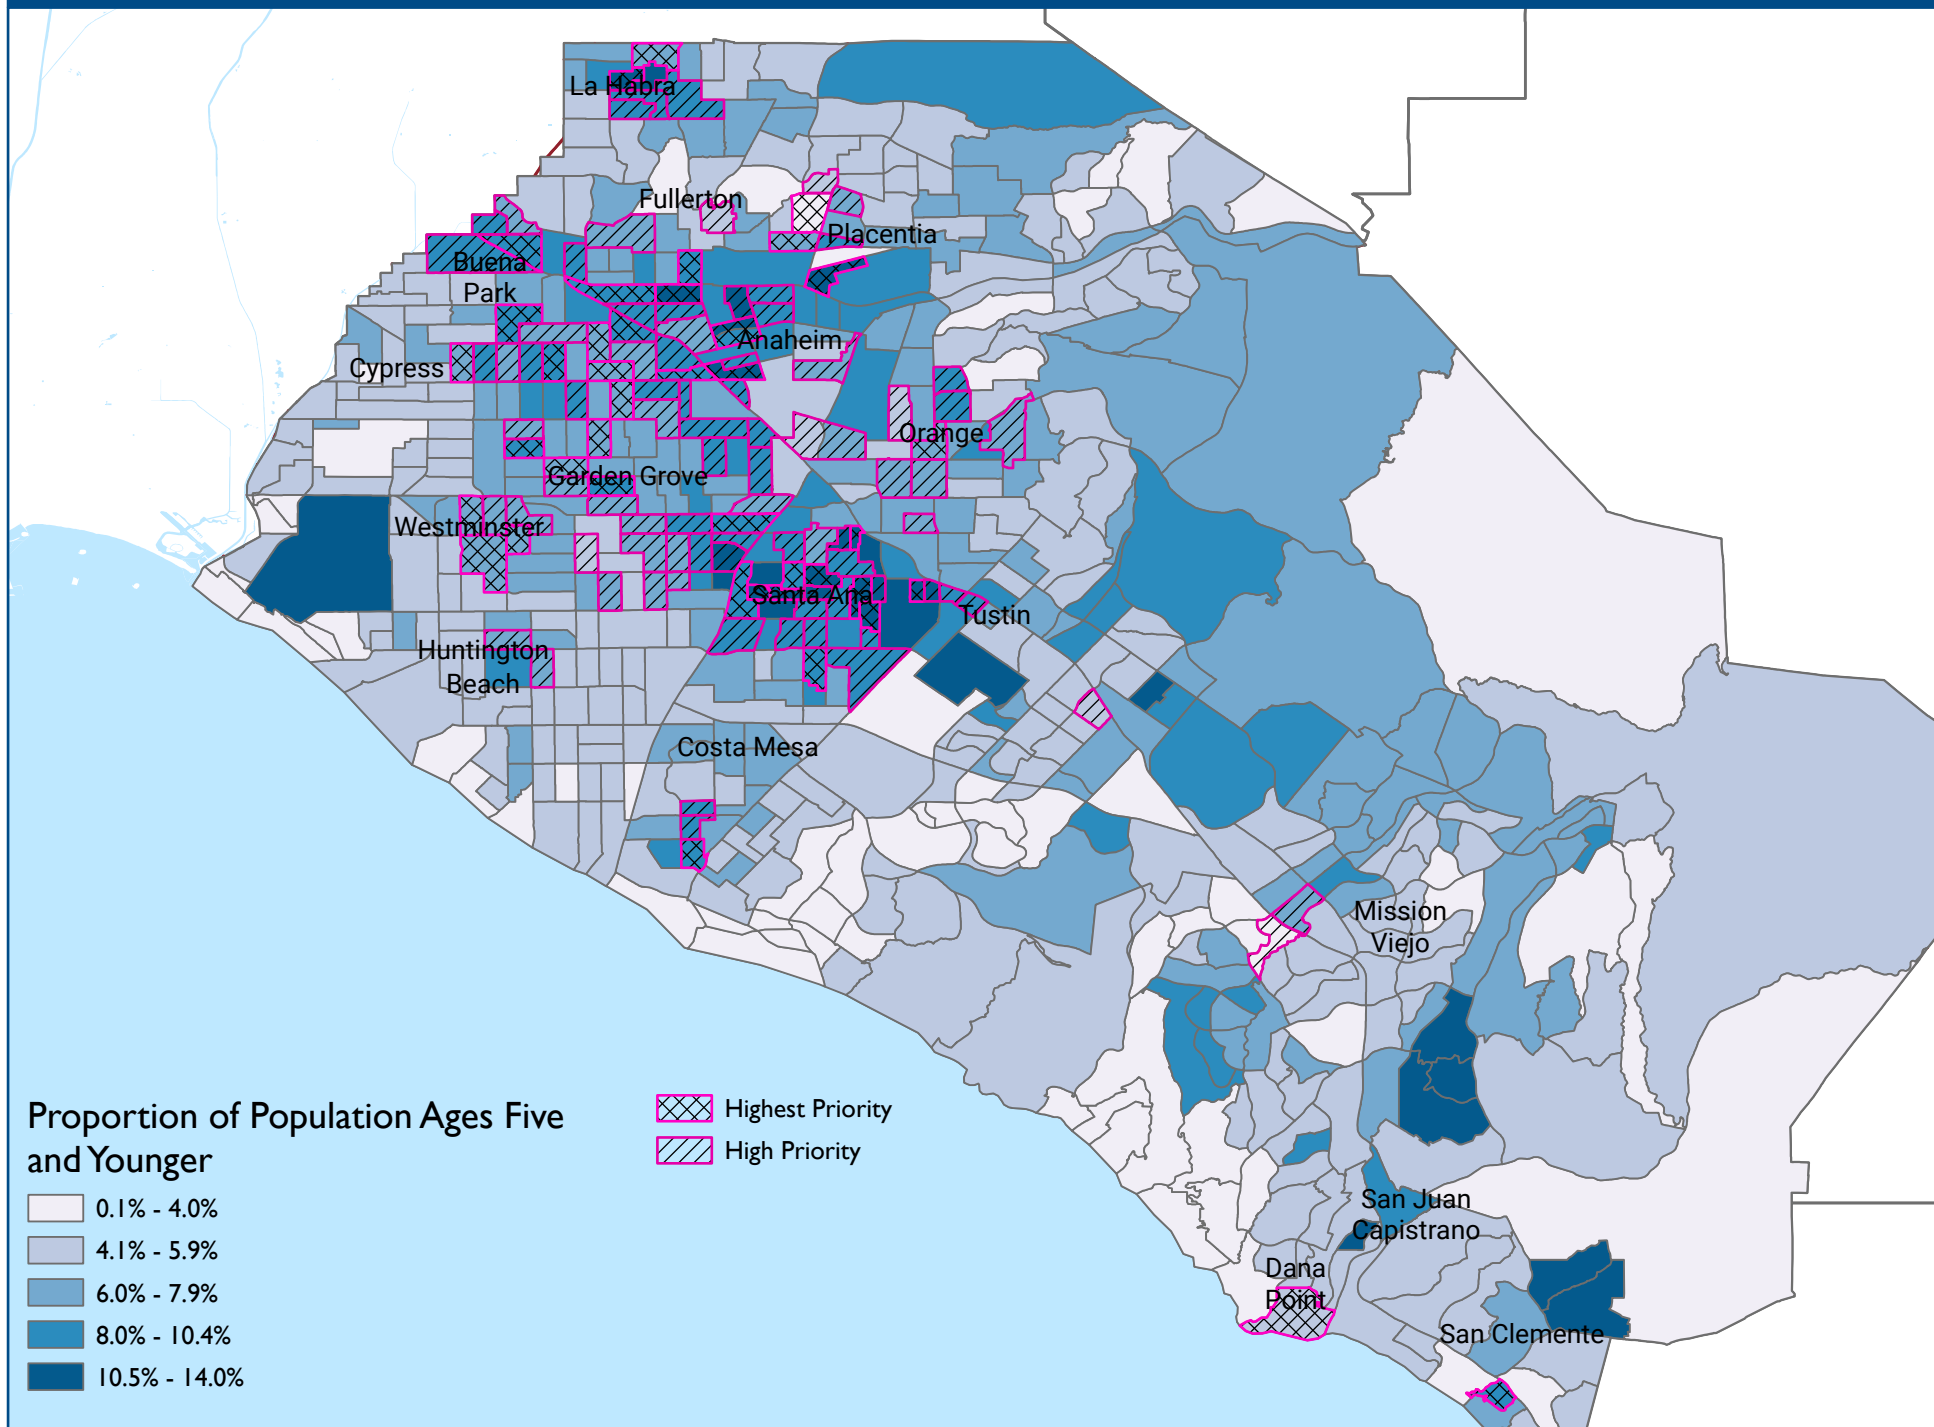 La Habra
Fullerton
Placentia
Buena
Park
Anaheim
Cypress
Orange
Garden Grove
Westminster
Santa Ana
Tustin
Huntington
Beach
Costa Mesa
Mission
Viejo
San Juan
Capistrano
Dana
Point
San Clemente
Proportion of Population Ages Five
and Younger
0.1% - 4.0%
4.1% - 5.9%
6.0% - 7.9%
8.0% - 10.4%
10.5% - 14.0%
Highest Priority
High Priority